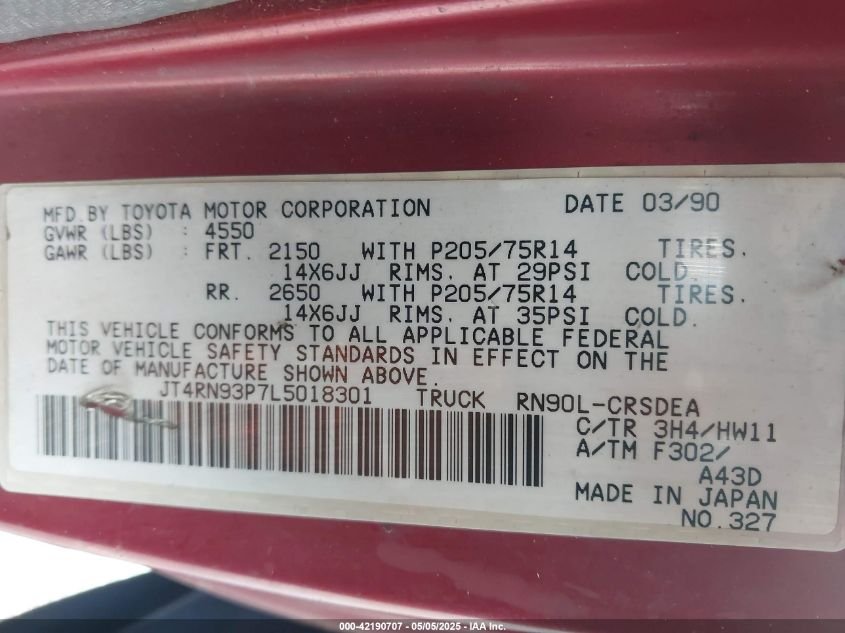 MFD.BY TOYOTA MOTOR CORPORATION DATE 03/90
GVWR (LBS) : 4550
GAWR (LBS) : FRT. 2150 WITH P205/75R14 TIRES.
14X6JJ RIMS. AT 29PSI COLD.
RR. 2650 WITH P205/75R14 TIRES.
14X6JJ RIMS. AT 35PSI COLD.
THIS VEHICLE CONFORMS TO ALL APPLICABLE FEDERAL
MOTOR VEHICLE SAFETY STANDARDS IN EFFECT ON THE
DATE OF MANUFACTURE SHOWN ABOVE.
JT4RN93P7L5018301 TRUCK RN90L-CRSDEA
C/TR 3H4/HW11
A/TM F302/
A43D
MADE IN JAPAN
NO.327
000-42190707 - 05/05/2025 - IAA Inc.